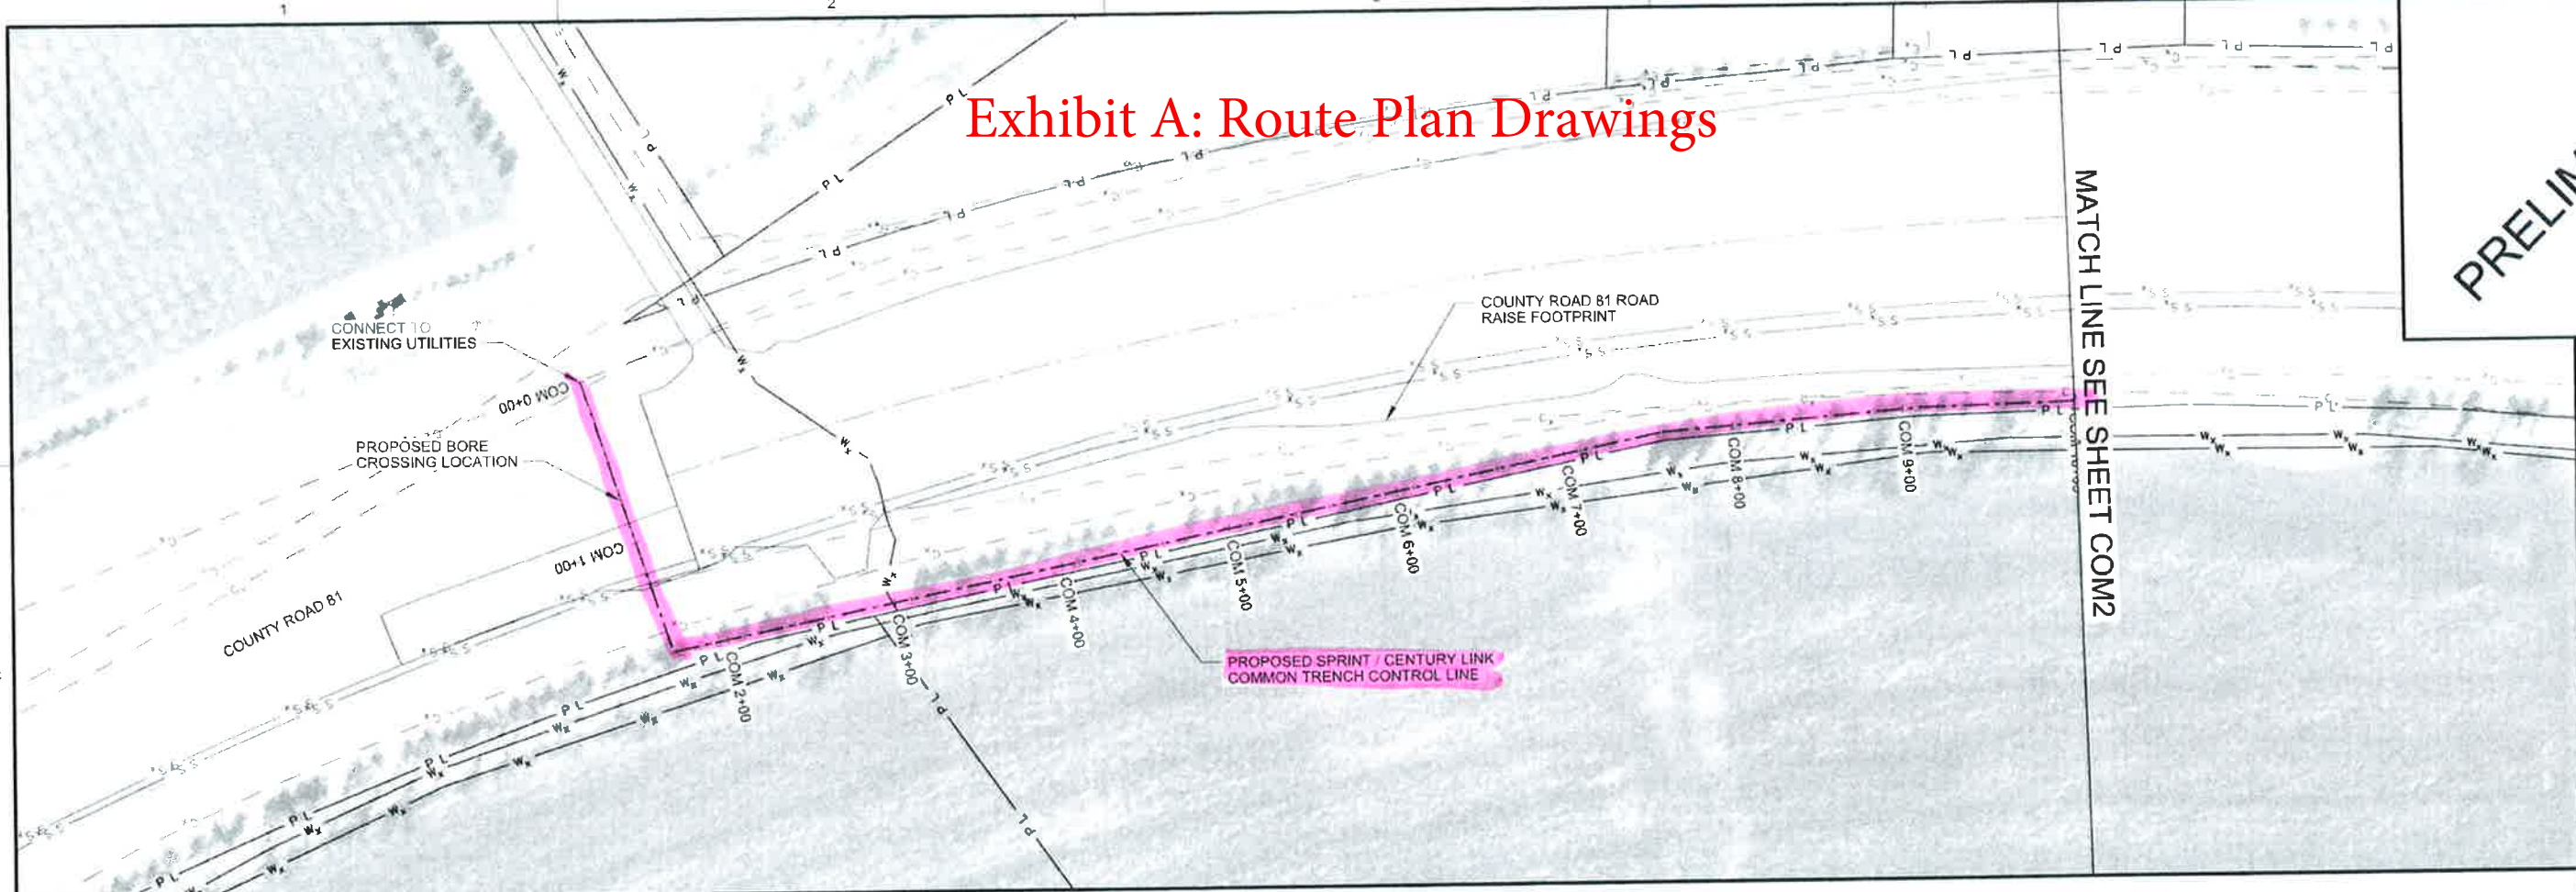 1
2
Exhibit A: Route Plan Drawings
PRELIM
MATCH LINE SEE SHEET COM2
COUNTY ROAD 81 ROAD
RAISE FOOTPRINT
CONNECT TO
EXISTING UTILITIES
COM 0+00
PROPOSED BORE
CROSSING LOCATION
COM 1+00
COUNTY ROAD 81
COM 2+00
COM 3+00
COM 4+00
COM 5+00
COM 6+00
COM 7+00
COM 8+00
COM 9+00
PROPOSED SPRINT / CENTURY LINK
COMMON TRENCH CONTROL LINE